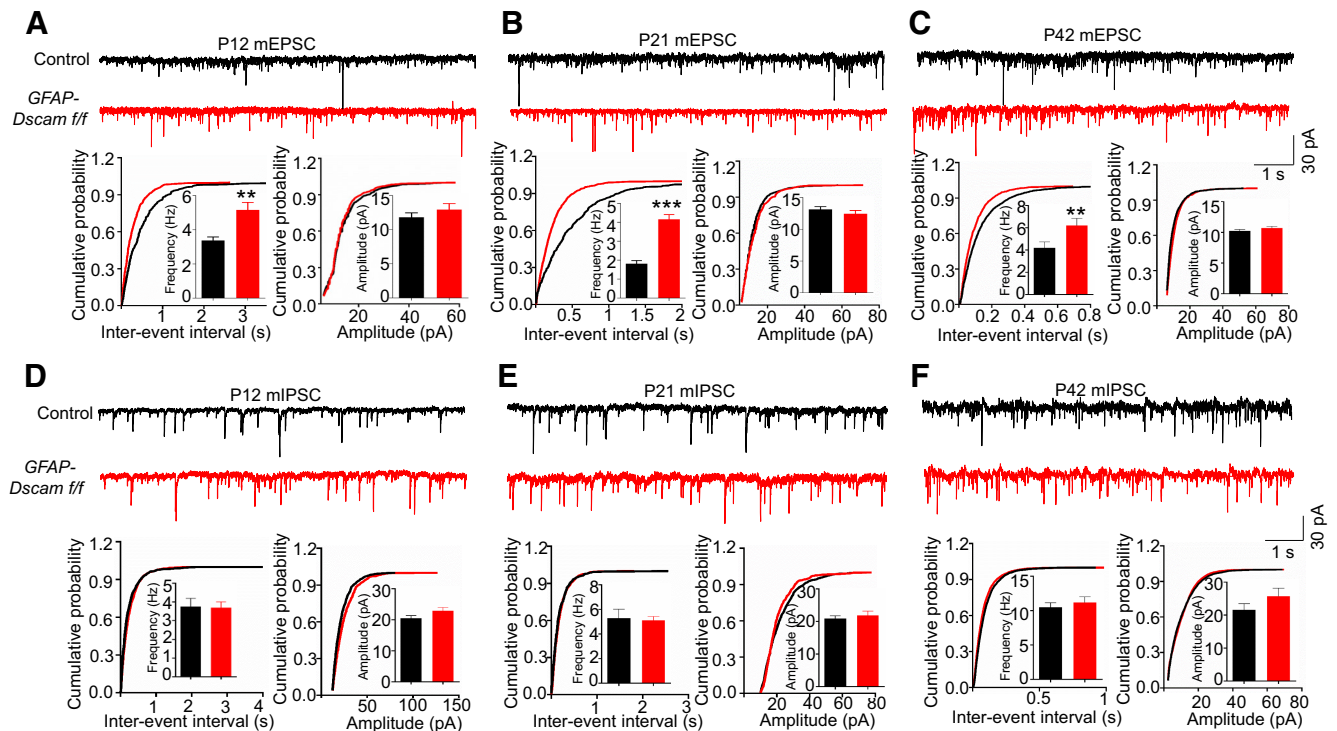 A
P12 mEPSC
Control
GFAP-
Dscam f/f
Cumulative probability
1.2
0.9
0.6
0.3
0.0
1 2 3
Inter-event interval (s)
Frequency (Hz)
6
4
2
0
**
Cumulative probability
1.2
0.9
0.6
0.3
0.0
20 40 60
Amplitude (pA)
Amplitude (pA)
15
10
5
0
B
P21 mEPSC
Cumulative probability
1.2
0.9
0.6
0.3
0.0
0.5 1 1.5 2
Inter-event interval (s)
Frequency (Hz)
5
4
3
2
1
0
***
Cumulative probability
1.2
0.9
0.6
0.3
0.0
20 40 60 80
Amplitude (pA)
Amplitude (pA)
15
10
5
0
C
P42 mEPSC
30 pA
1 s
Cumulative probability
1.2
0.9
0.6
0.3
0.0
0.2 0.4 0.6 0.8
Inter-event interval (s)
Frequency (Hz)
8
6
4
2
0
**
Cumulative probability
1.2
0.9
0.6
0.3
0.0
20 40 60 80
Amplitude (pA)
Amplitude (pA)
15
10
5
0
D
P12 mIPSC
Control
GFAP-
Dscam f/f
Cumulative probability
1.2
0.9
0.6
0.3
0.0
1 2 3 4
Inter-event interval (s)
Frequency (Hz)
5
4
3
2
1
0
Cumulative probability
1.2
0.9
0.6
0.3
0.0
50 100 150
Amplitude (pA)
Amplitude (pA)
30
20
10
0
E
P21 mIPSC
Cumulative probability
1.2
0.9
0.6
0.3
0.0
1 2 3
Inter-event interval (s)
Frequency (Hz)
8
6
4
2
0
Cumulative probability
1.2
0.9
0.6
0.3
0.0
20 40 60 80
Amplitude (pA)
Amplitude (pA)
30
20
10
0
F
P42 mIPSC
30 pA
1 s
Cumulative probability
1.2
0.9
0.6
0.3
0.0
0.5 1
Inter-event interval (s)
Frequency (Hz)
15
10
5
0
Cumulative probability
1.2
0.9
0.6
0.3
0.0
20 40 60 80
Amplitude (pA)
Amplitude (pA)
30
20
10
0